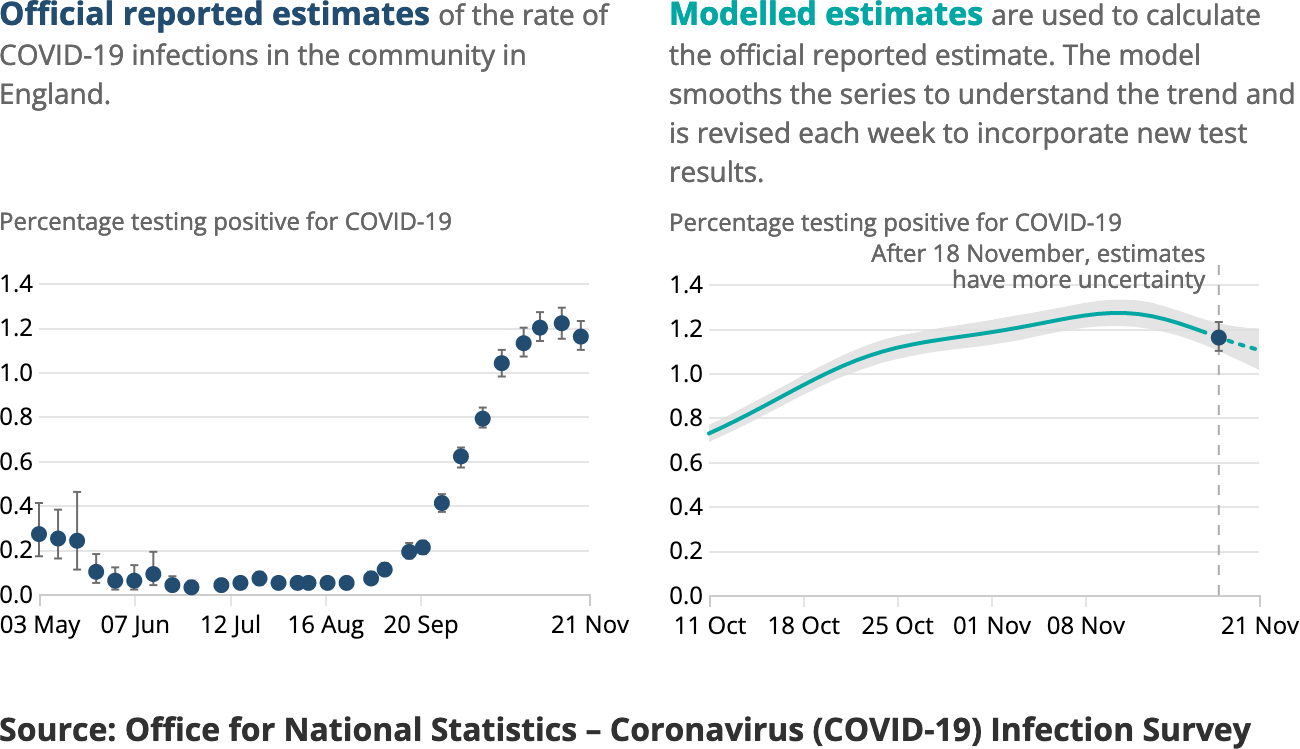 Official reported estimates of the rate of
COVID-19 infections in the community in
England.
Percentage testing positive for COVID-19
1.4
1.2
1.0
0.8
0.6
0.4
0.2
0.0
03 May 07 Jun 12 Jul 16 Aug 20 Sep 21 Nov
Modelled estimates are used to calculate
the official reported estimate. The model
smooths the series to understand the trend and
is revised each week to incorporate new test
results.
Percentage testing positive for COVID-19
After 18 November, estimates
have more uncertainty
1.4
1.2
1.0
0.8
0.6
0.4
0.2
0.0
11 Oct 18 Oct 25 Oct 01 Nov 08 Nov 21 Nov
Source: Office for National Statistics – Coronavirus (COVID-19) Infection Survey